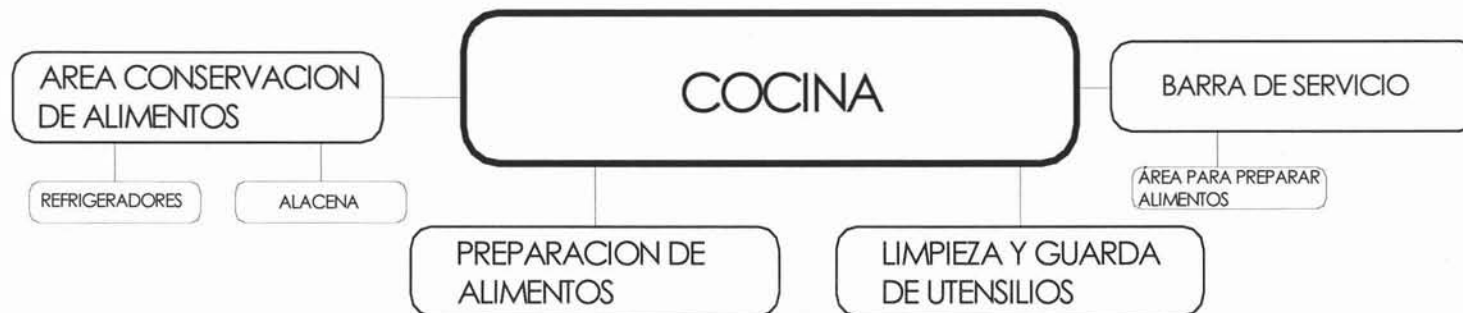 COCINA
AREA CONSERVACION
DE ALIMENTOS
BARRA DE SERVICIO
REFRIGERADORES
ALACENA
ÁREA PARA PREPARAR
ALIMENTOS
PREPARACION DE
ALIMENTOS
LIMPIEZA Y GUARDA
DE UTENSILIOS